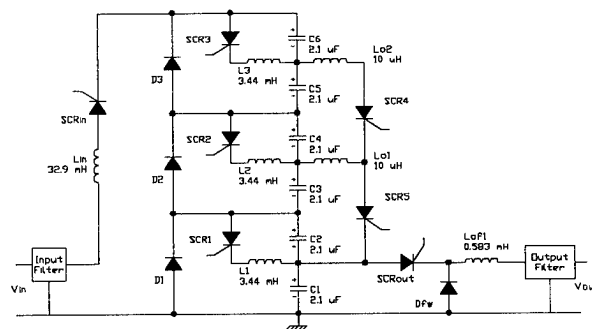 SCR3
C6
2.1 uF
Lo2
10 uH
D3
L3
3.44 mH
C5
2.1 uF
SCRin
SCR4
SCR2
C4
2.1 uF
Lin
32.9 mH
D2
L2
3.44 mH
Lo1
10 uH
C3
2.1 uF
SCR5
SCR1
C2
2.1 uF
Lof1
0.583 mH
Input
Filter
D1
L1
3.44 mH
C1
2.1 uF
SCRout
Output
Filter
Vin
Dfw